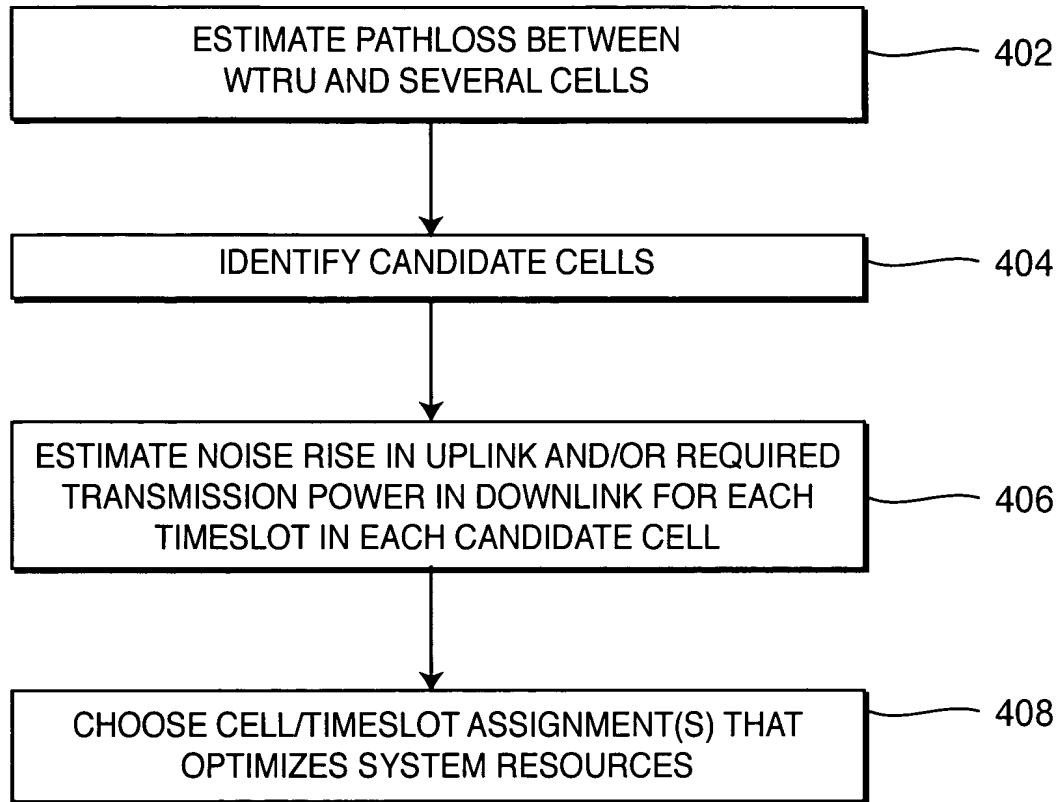 ESTIMATE PATHLOSS BETWEEN
WTRU AND SEVERAL CELLS
402
IDENTIFY CANDIDATE CELLS
404
ESTIMATE NOISE RISE IN UPLINK AND/OR REQUIRED
TRANSMISSION POWER IN DOWNLINK FOR EACH
TIMESLOT IN EACH CANDIDATE CELL
406
CHOOSE CELL/TIMESLOT ASSIGNMENT(S) THAT
OPTIMIZES SYSTEM RESOURCES
408